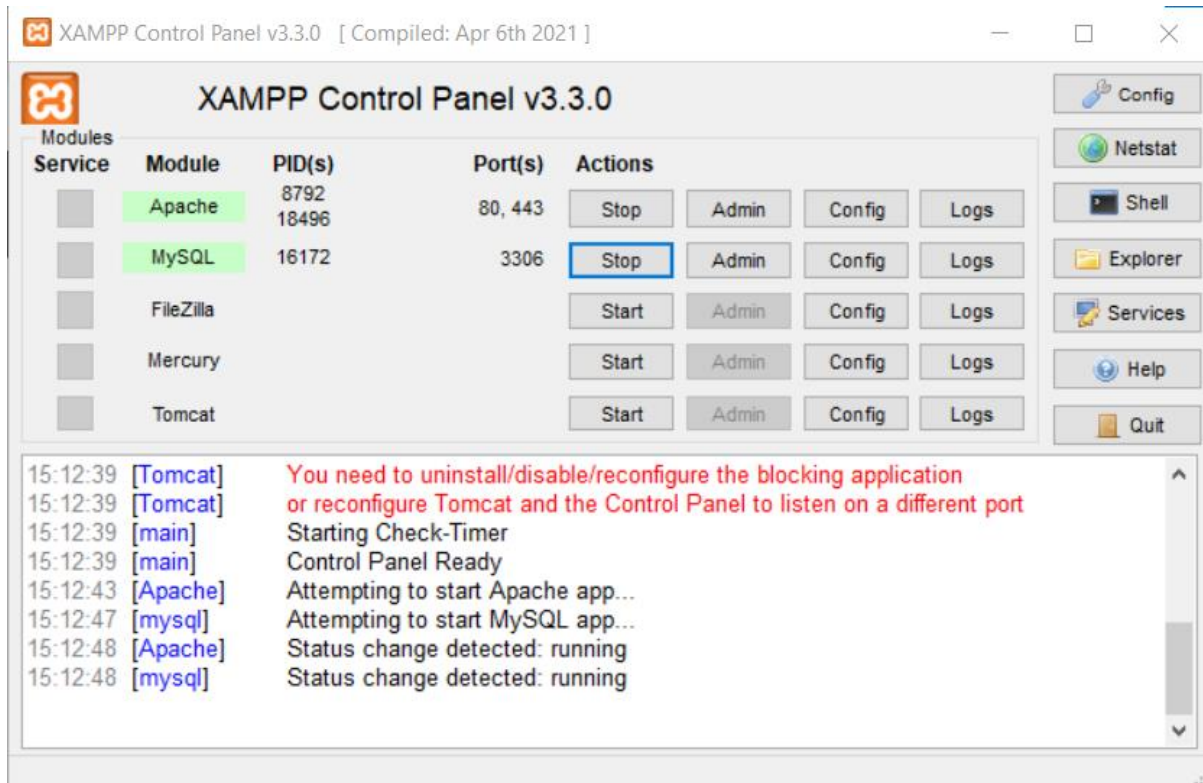 XAMPP Control Panel v3.3.0 [ Compiled: Apr 6th 2021 ]
XAMPP Control Panel v3.3.0
Config
Netstat
Shell
Explorer
Services
Help
Quit
Modules
Service Module PID(s) Port(s) Actions
Apache 8792 18496 80, 443 Stop Admin Config Logs
MySQL 16172 3306 Stop Admin Config Logs
FileZilla Start Admin Config Logs
Mercury Start Admin Config Logs
Tomcat Start Admin Config Logs
15:12:39 [Tomcat] You need to uninstall/disable/reconfigure the blocking application
15:12:39 [Tomcat] or reconfigure Tomcat and the Control Panel to listen on a different port
15:12:39 [main] Starting Check-Timer
15:12:39 [main] Control Panel Ready
15:12:43 [Apache] Attempting to start Apache app...
15:12:47 [mysql] Attempting to start MySQL app...
15:12:48 [Apache] Status change detected: running
15:12:48 [mysql] Status change detected: running